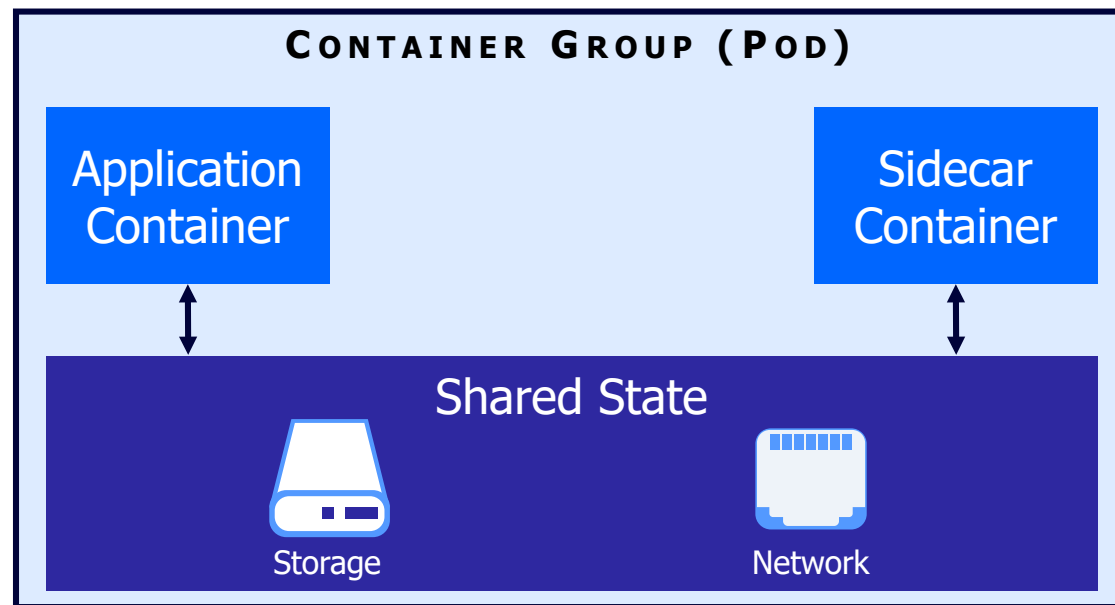 CONTAINER GROUP (POD)
Application
Container
Sidecar
Container
Shared State
Storage
Network